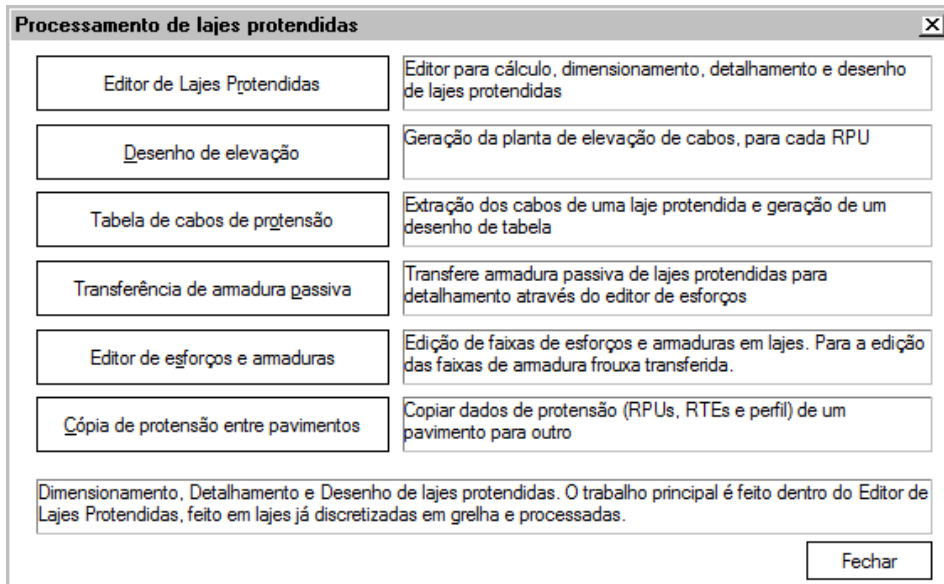 Processamento de lajes protendidas
Editor de Lajes Protendidas
Editor para cálculo, dimensionamento, detalhamento e desenho
de lajes protendidas
Desenho de elevação
Geração da planta de elevação de cabos, para cada RPU
Tabela de cabos de protensão
Extração dos cabos de uma laje protendida e geração de um
desenho de tabela
Transferência de armadura passiva
Transfere armadura passiva de lajes protendidas para
detalhamento através do editor de esforços
Editor de esforços e armaduras
Edição de faixas de esforços e armaduras em lajes. Para a edição
das faixas de armadura frouxa transferida.
Cópia de protensão entre pavimentos
Copiar dados de protensão (RPUs, RTEs e perfil) de um
pavimento para outro
Dimensionamento, Detalhamento e Desenho de lajes protendidas. O trabalho principal é feito dentro do Editor de
Lajes Protendidas, feito em lajes já discretizadas em grelha e processadas.
Fechar